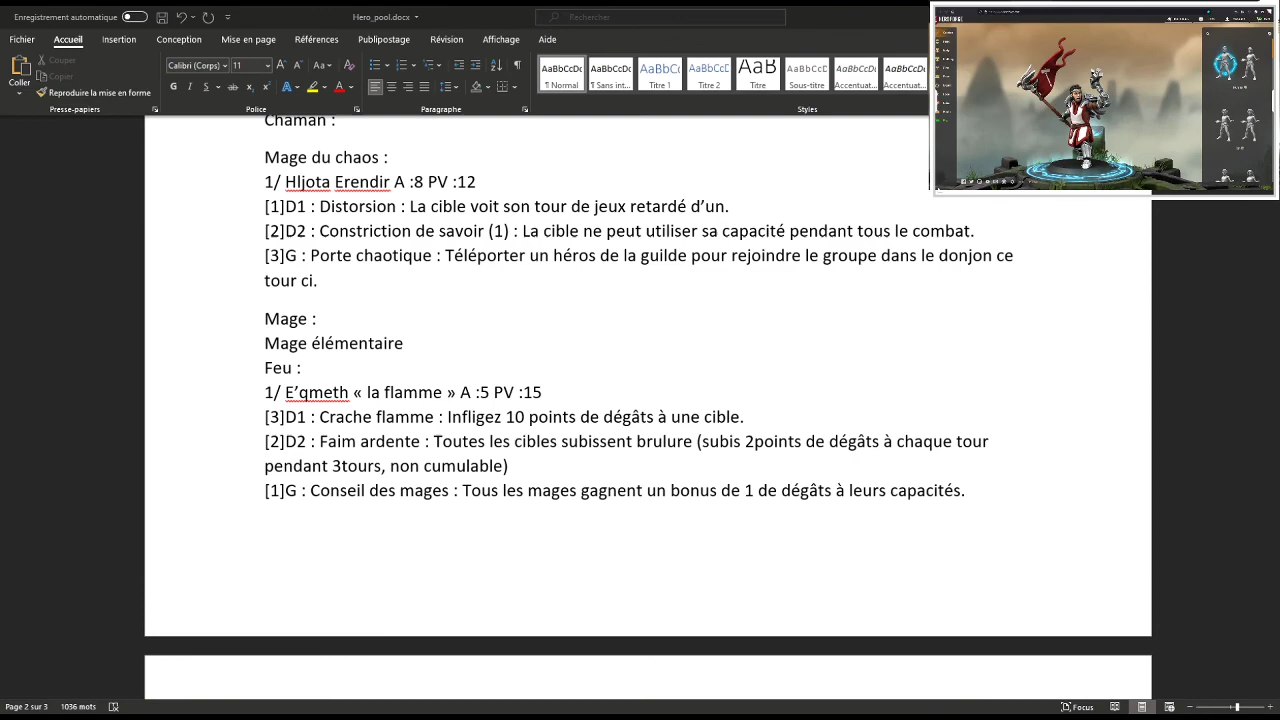 Enregistrement automatique
Hero_pool.docx
Rechercher
Fichier Accueil Insertion Conception Mise en page Références Publipostage Révision Affichage Aide
Coller
Couper
Copier
Reproduire la mise en forme
Presse-papiers
Calibri (Corps) 11
Police
Paragraphe
AaBbCcDc AaBbCcDc AaBbCc AaBbCcD AaB AaBbCcD AaBbCcDc AaBbCcDc
¶ Normal ¶ Sans int... Titre 1 Titre 2 Titre Sous-titre Accentuat... Accentuat...
Styles
HEROFORGE
Chaman :
Mage du chaos :
1/ Hljota Erendir A :8 PV :12
[1]D1 : Distorsion : La cible voit son tour de jeux retardé d’un.
[2]D2 : Constriction de savoir (1) : La cible ne peut utiliser sa capacité pendant tous le combat.
[3]G : Porte chaotique : Téléporter un héros de la guilde pour rejoindre le groupe dans le donjon ce
tour ci.
Mage :
Mage élémentaire
Feu :
1/ E’qmeth « la flamme » A :5 PV :15
[3]D1 : Crache flamme : Infligez 10 points de dégâts à une cible.
[2]D2 : Faim ardente : Toutes les cibles subissent brulure (subis 2points de dégâts à chaque tour
pendant 3tours, non cumulable)
[1]G : Conseil des mages : Tous les mages gagnent un bonus de 1 de dégâts à leurs capacités.
Page 2 sur 3 1036 mots
Focus